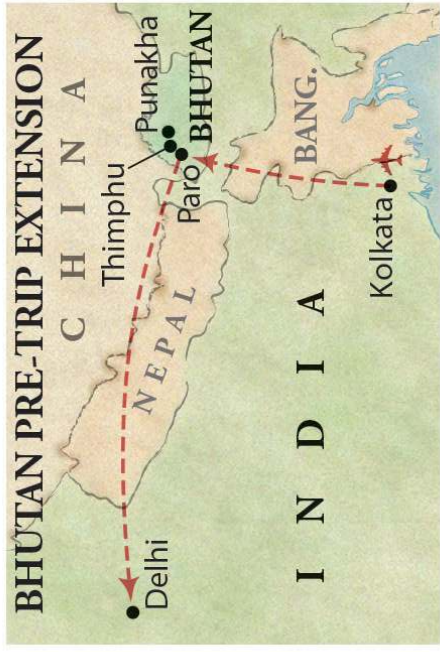 BHUTAN PRE-TRIP EXTENSION
CHINA
Thimphu
Punakha
Paro
BHUTAN
Delhi
NEPAL
BANG.
INDIA
Kolkata